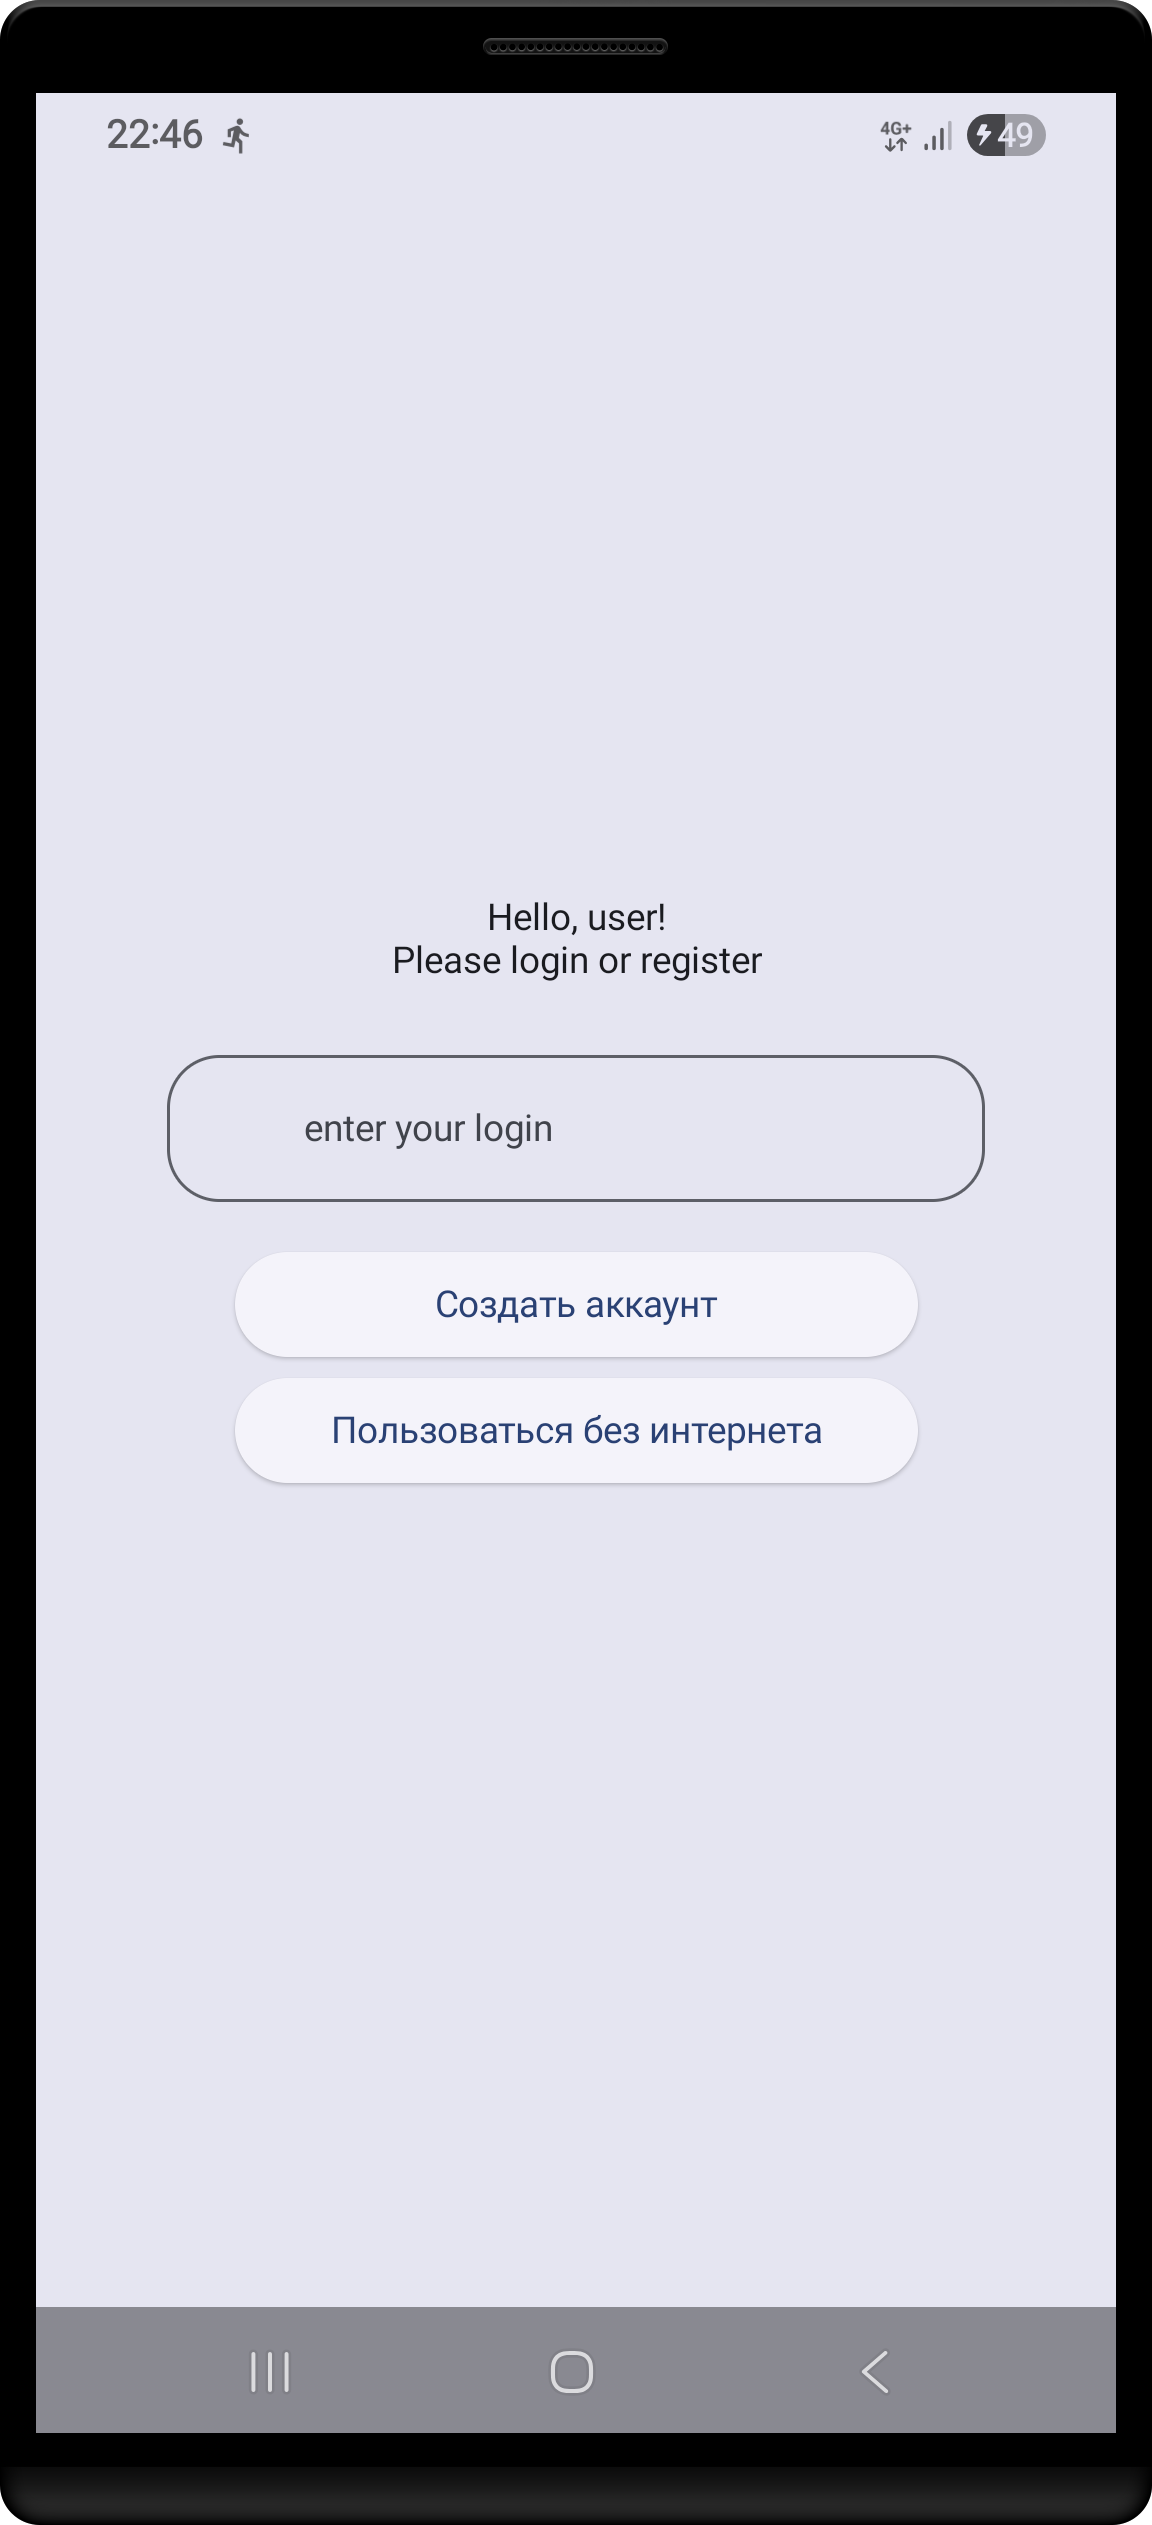 22:46 4G+ 49
Hello, user!
Please login or register
enter your login
Создать аккаунт
Пользоваться без интернета